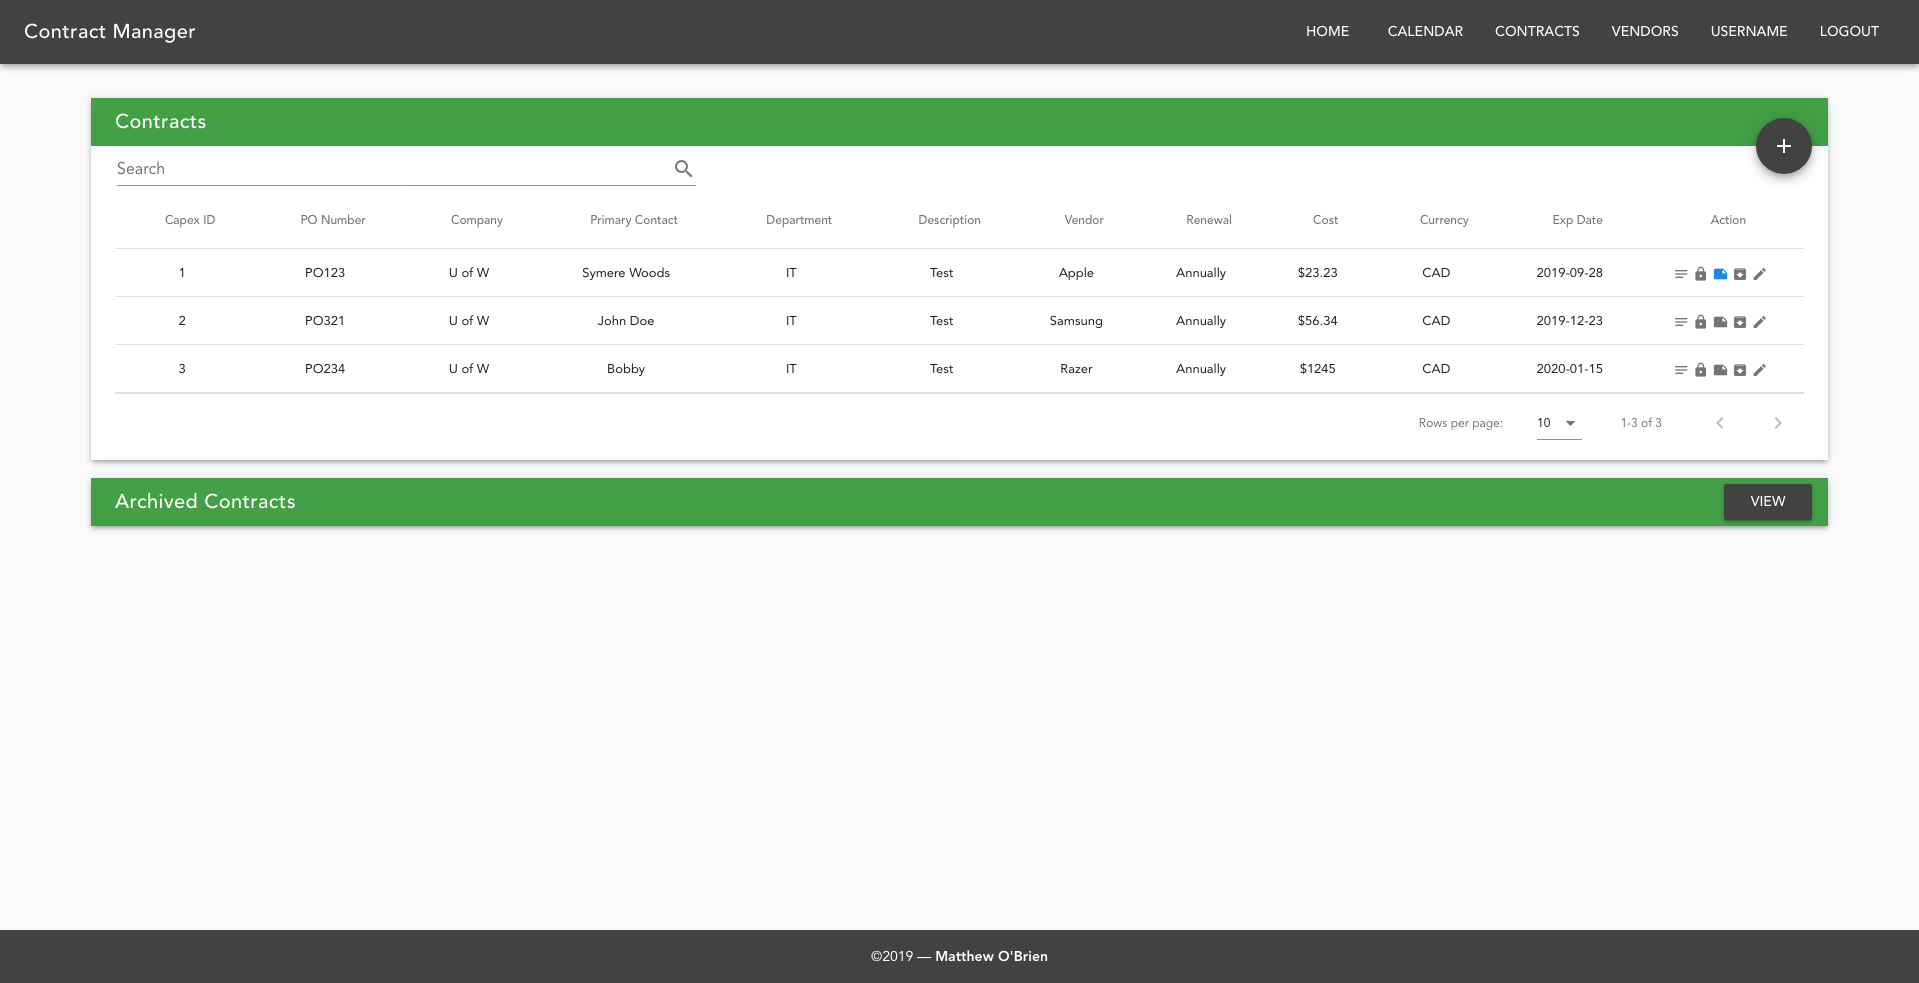 Contract Manager HOME CALENDAR CONTRACTS VENDORS USERNAME LOGOUT
Contracts
Search
Capex ID PO Number Company Primary Contact Department Description Vendor Renewal Cost Currency Exp Date Action
1 PO123 U of W Symere Woods IT Test Apple Annually $23.23 CAD 2019-09-28
2 PO321 U of W John Doe IT Test Samsung Annually $56.34 CAD 2019-12-23
3 PO234 U of W Bobby IT Test Razer Annually $1245 CAD 2020-01-15
Rows per page: 10 1-3 of 3
Archived Contracts VIEW
©2019 — Matthew O'Brien